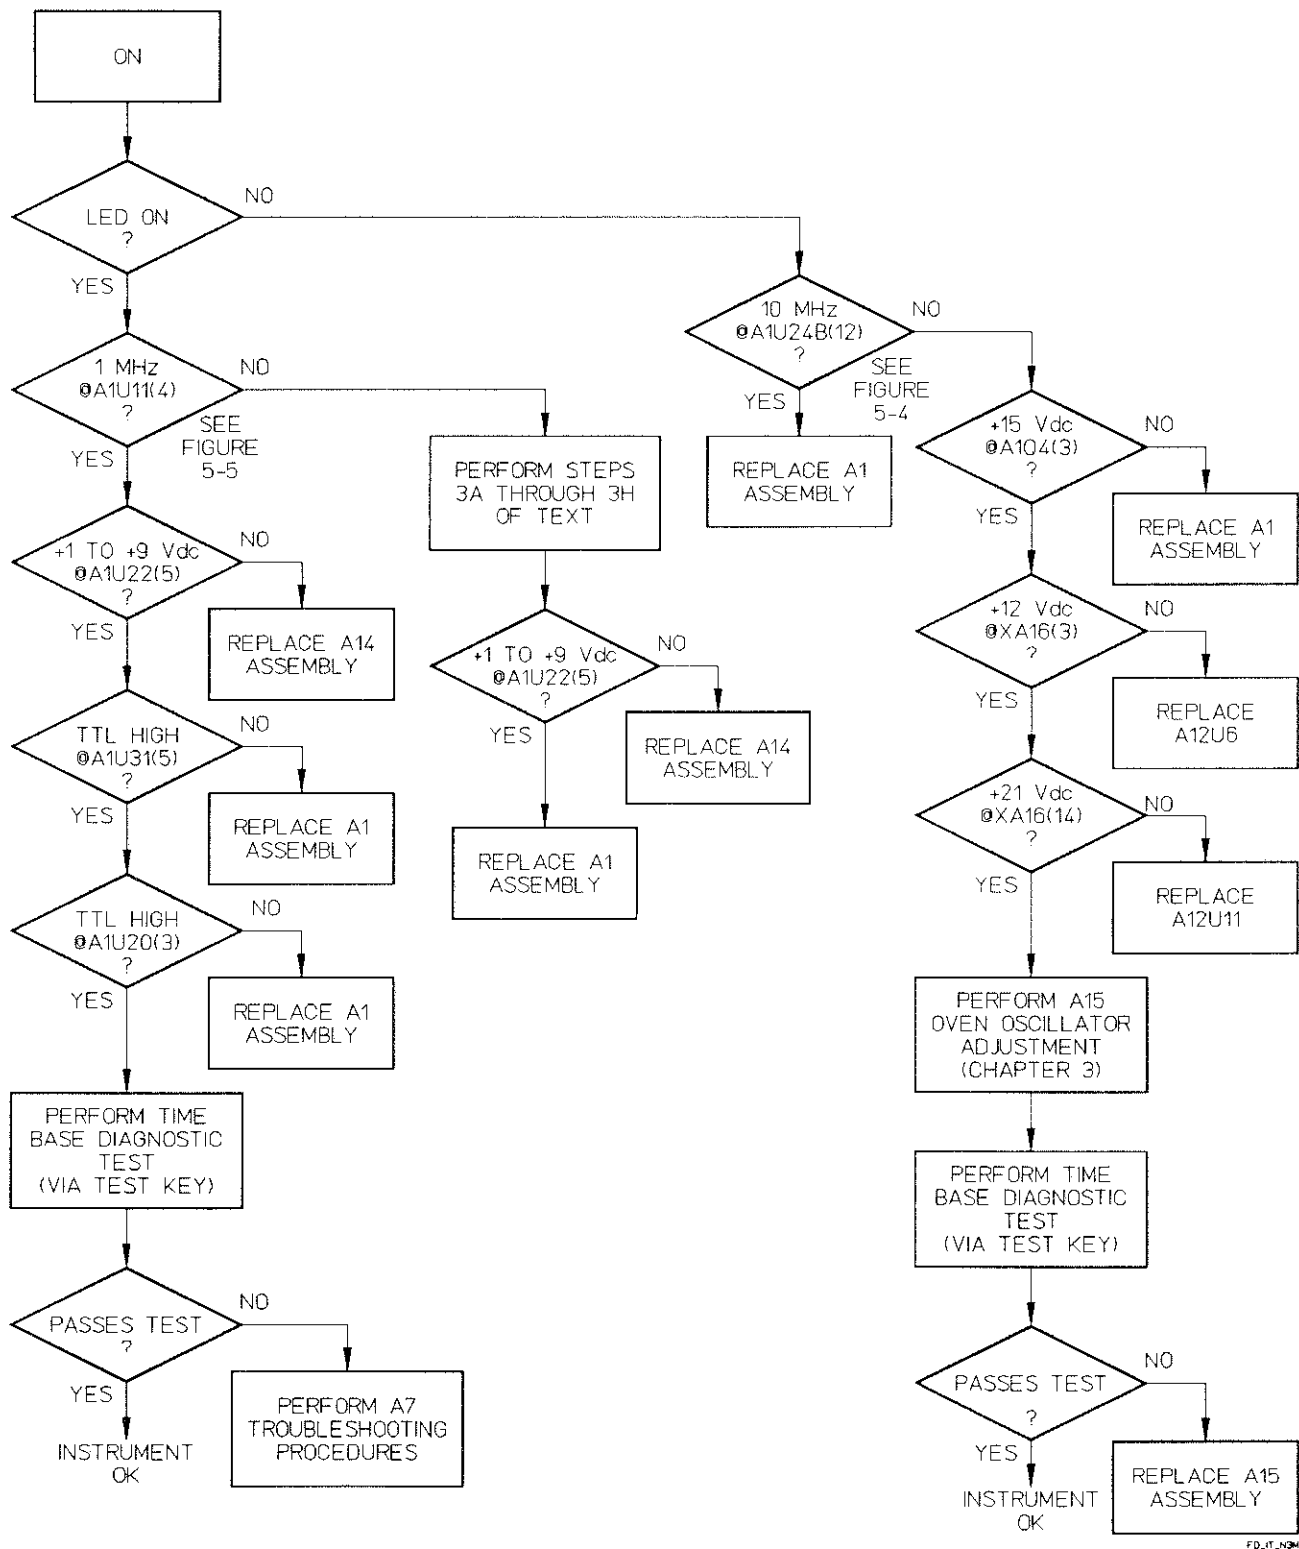 ON
LED ON
?
NO
YES
1 MHz
@A1U11(4)
?
NO
SEE
FIGURE
5-5
YES
+1 TO +9 Vdc
@A1U22(5)
?
NO
YES
REPLACE A14
ASSEMBLY
TTL HIGH
@A1U31(5)
?
NO
YES
REPLACE A1
ASSEMBLY
TTL HIGH
@A1U20(3)
?
NO
YES
REPLACE A1
ASSEMBLY
PERFORM TIME
BASE DIAGNOSTIC
TEST
(VIA TEST KEY)
PASSES TEST
?
NO
YES
PERFORM A7
TROUBLESHOOTING
PROCEDURES
INSTRUMENT
OK
PERFORM STEPS
3A THROUGH 3H
OF TEXT
+1 TO +9 Vdc
@A1U22(5)
?
NO
YES
REPLACE A14
ASSEMBLY
REPLACE A1
ASSEMBLY
10 MHz
@A1U24B(12)
?
NO
SEE
FIGURE
5-4
YES
REPLACE A1
ASSEMBLY
+15 Vdc
@A104(3)
?
NO
YES
REPLACE A1
ASSEMBLY
+12 Vdc
@XA16(3)
?
NO
YES
REPLACE
A12U6
+21 Vdc
@XA16(14)
?
NO
YES
REPLACE
A12U11
PERFORM A15
OVEN OSCILLATOR
ADJUSTMENT
(CHAPTER 3)
PERFORM TIME
BASE DIAGNOSTIC
TEST
(VIA TEST KEY)
PASSES TEST
?
NO
YES
REPLACE A15
ASSEMBLY
INSTRUMENT
OK